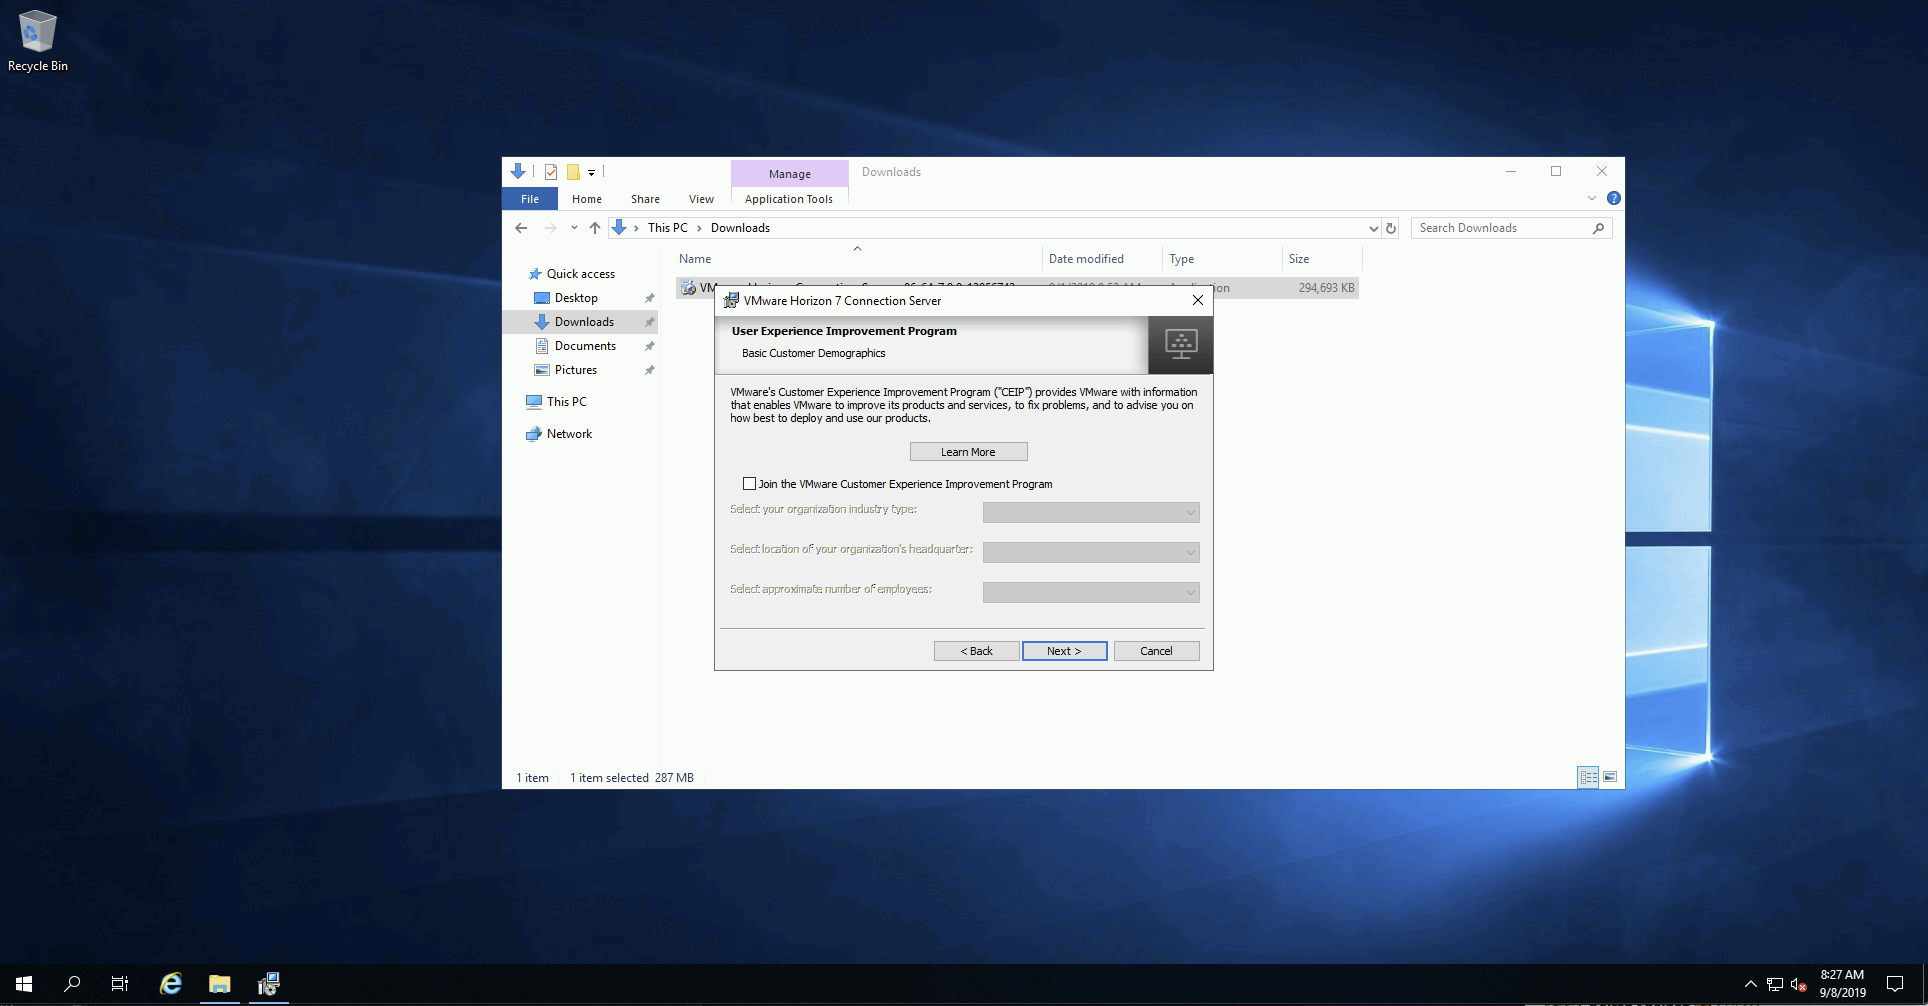 Recycle Bin
Manage
Downloads
File
Home
Share
View
Application Tools
This PC
Downloads
Search Downloads
Name
Date modified
Type
Size
Quick access
Desktop
Downloads
Documents
Pictures
This PC
Network
294,693 KB
VMware Horizon 7 Connection Server
User Experience Improvement Program
Basic Customer Demographics
VMware's Customer Experience Improvement Program ("CEIP") provides VMware with information
that enables VMware to improve its products and services, to fix problems, and to advise you on
how best to deploy and use our products.
Learn More
Join the VMware Customer Experience Improvement Program
Select your organization industry type:
Select location of your organization's headquarter:
Select approximate number of employees:
< Back
Next >
Cancel
1 item
1 item selected 287 MB
8:27 AM
9/8/2019